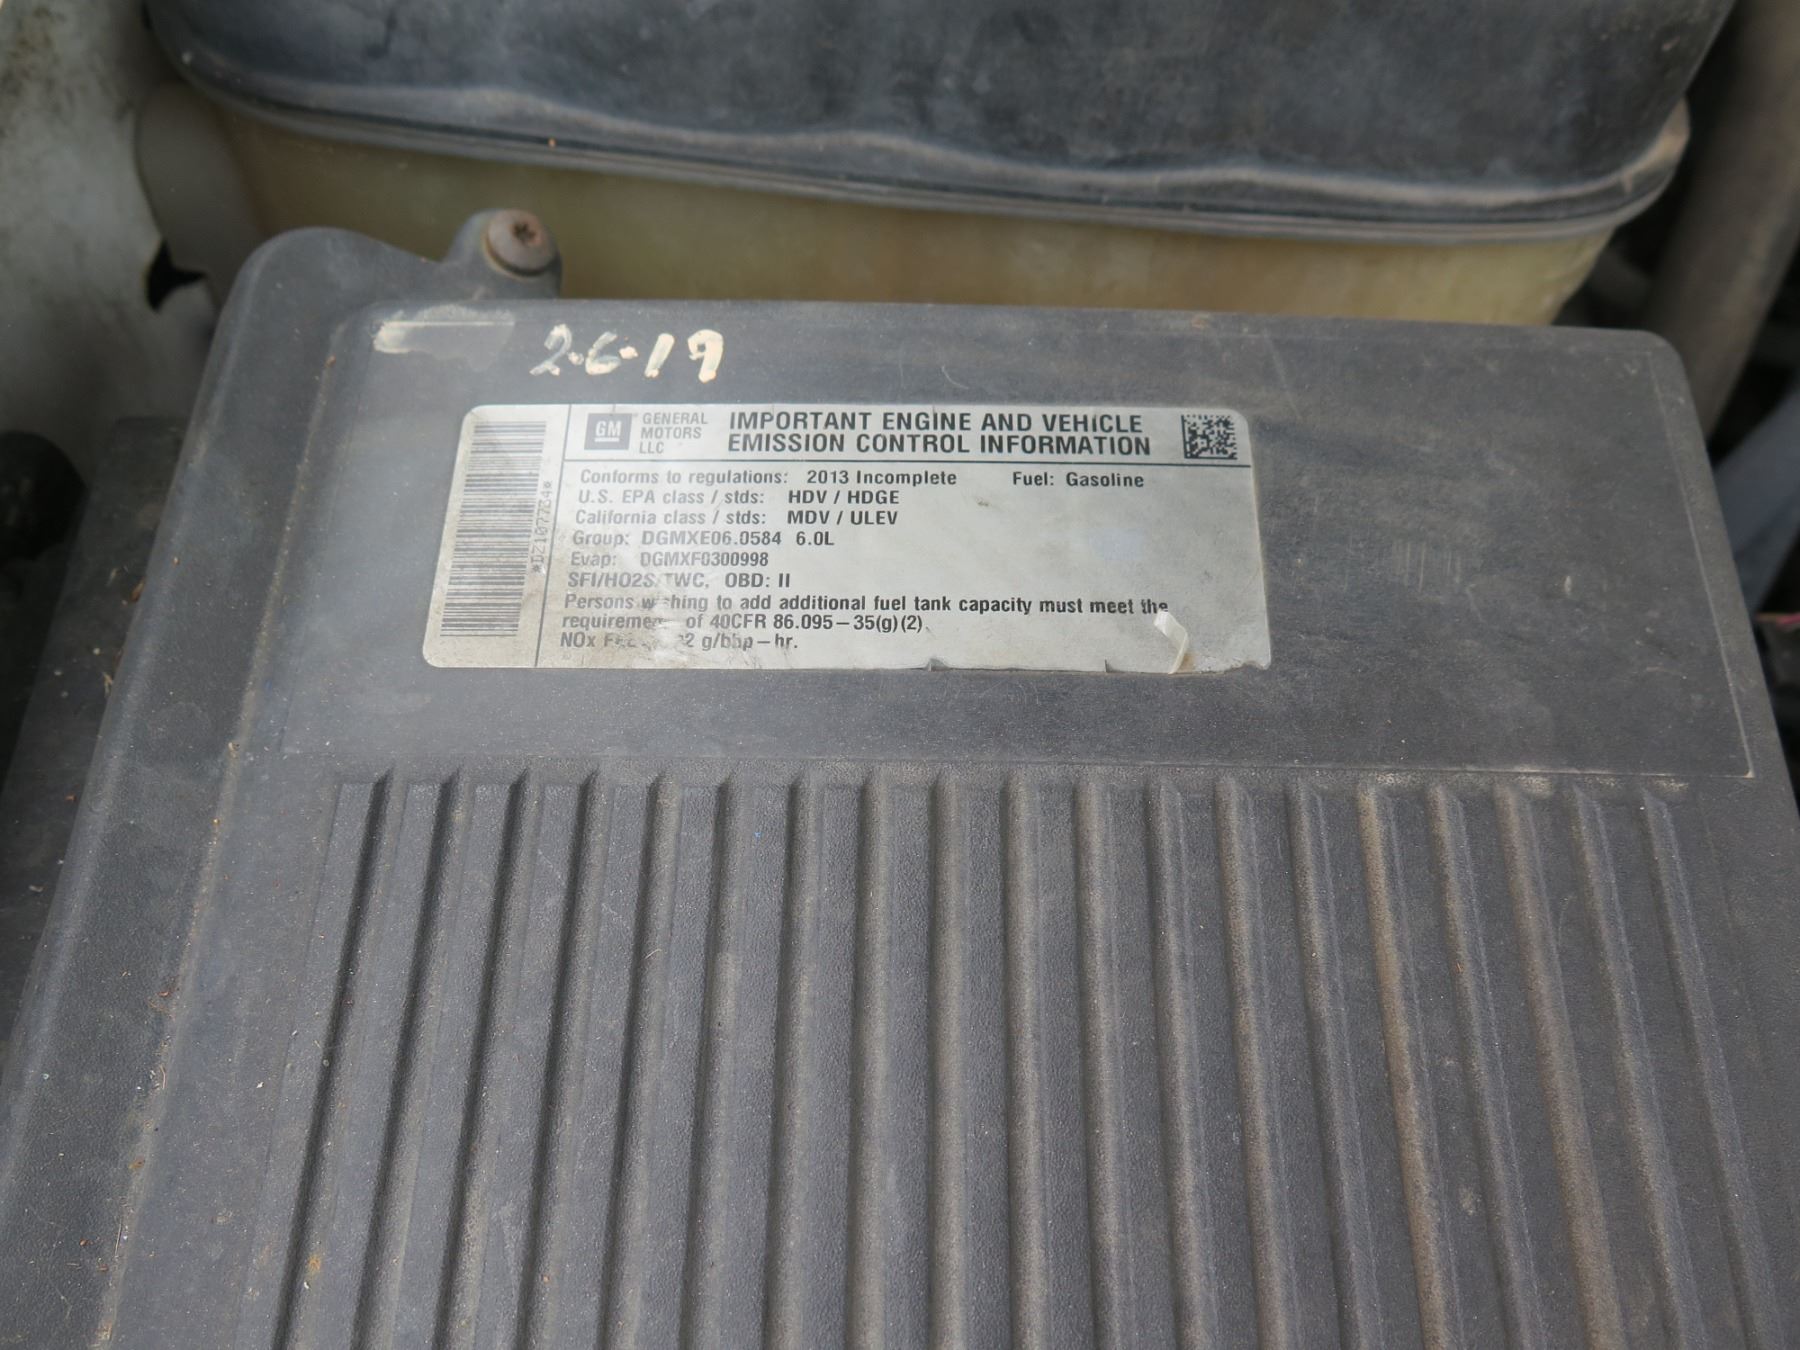 2-6-19
GM GENERAL MOTORS LLC
IMPORTANT ENGINE AND VEHICLE
EMISSION CONTROL INFORMATION
Conforms to regulations: 2013 Incomplete Fuel: Gasoline
U.S. EPA class / stds: HDV / HDGE
California class / stds: MDV / ULEV
Group: DGMXE06.0584 6.0L
Evap: DGMXF0300998
SFI/HO2S/TWC, OBD: II
Persons to add additional fuel tank capacity must meet the
of 40CFR 86.095-35(g)(2)
NOx g/bhp-hr.
*DZ107734*